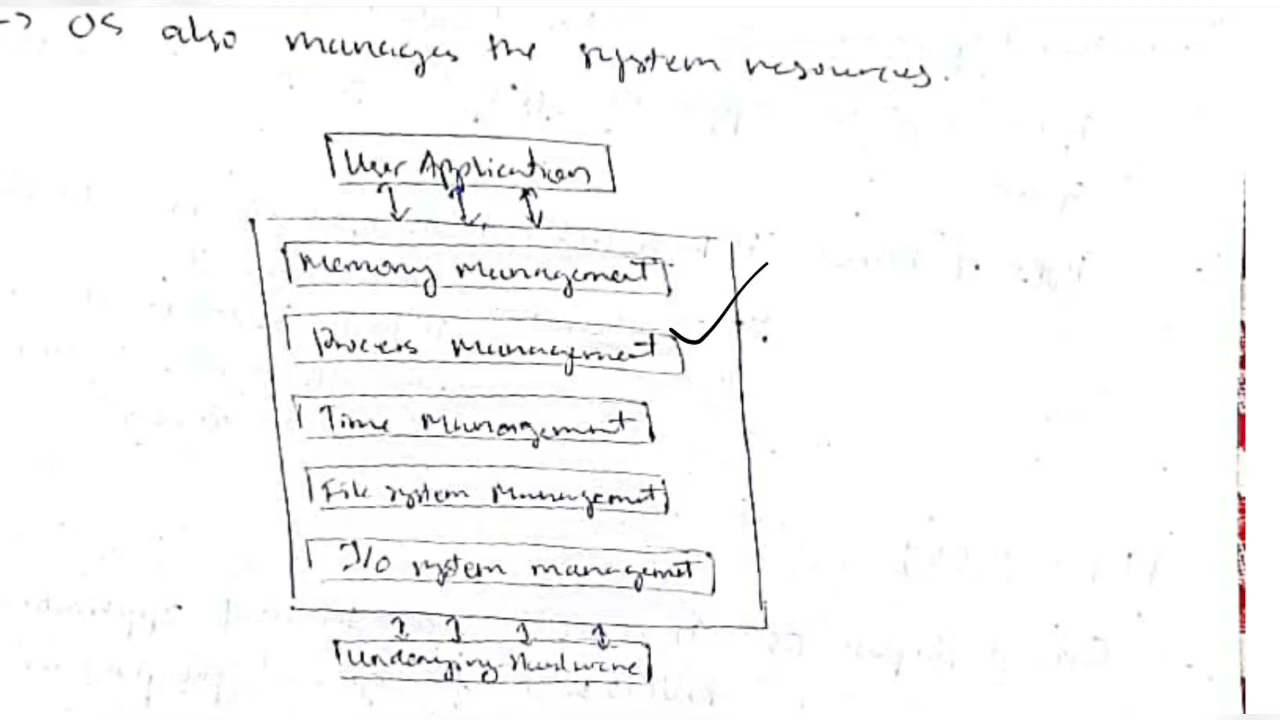 -> OS also manages the system resources.
User Application
Memory Management
Process Management
Time Management
File system Management
I/o system managemet
Underlying Hardware